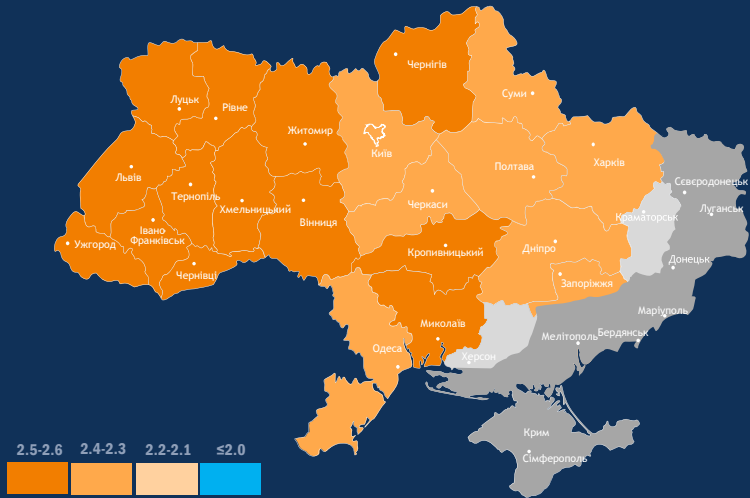 Чернігів
Суми
Луцьк
Рівне
Житомир
Київ
Харків
Полтава
Львів
Тернопіль
Хмельницький
Черкаси
Вінниця
Сєвєродонецьк
Луганськ
Краматорськ
Івано
Франківськ
Ужгород
Чернівці
Кропивницький
Дніпро
Донецьк
Запоріжжя
Маріуполь
Миколаїв
Мелітополь
Бердянськ
Одеса
Херсон
Крим
Сімферополь
2.5-2.6
2.4-2.3
2.2-2.1
≤2.0